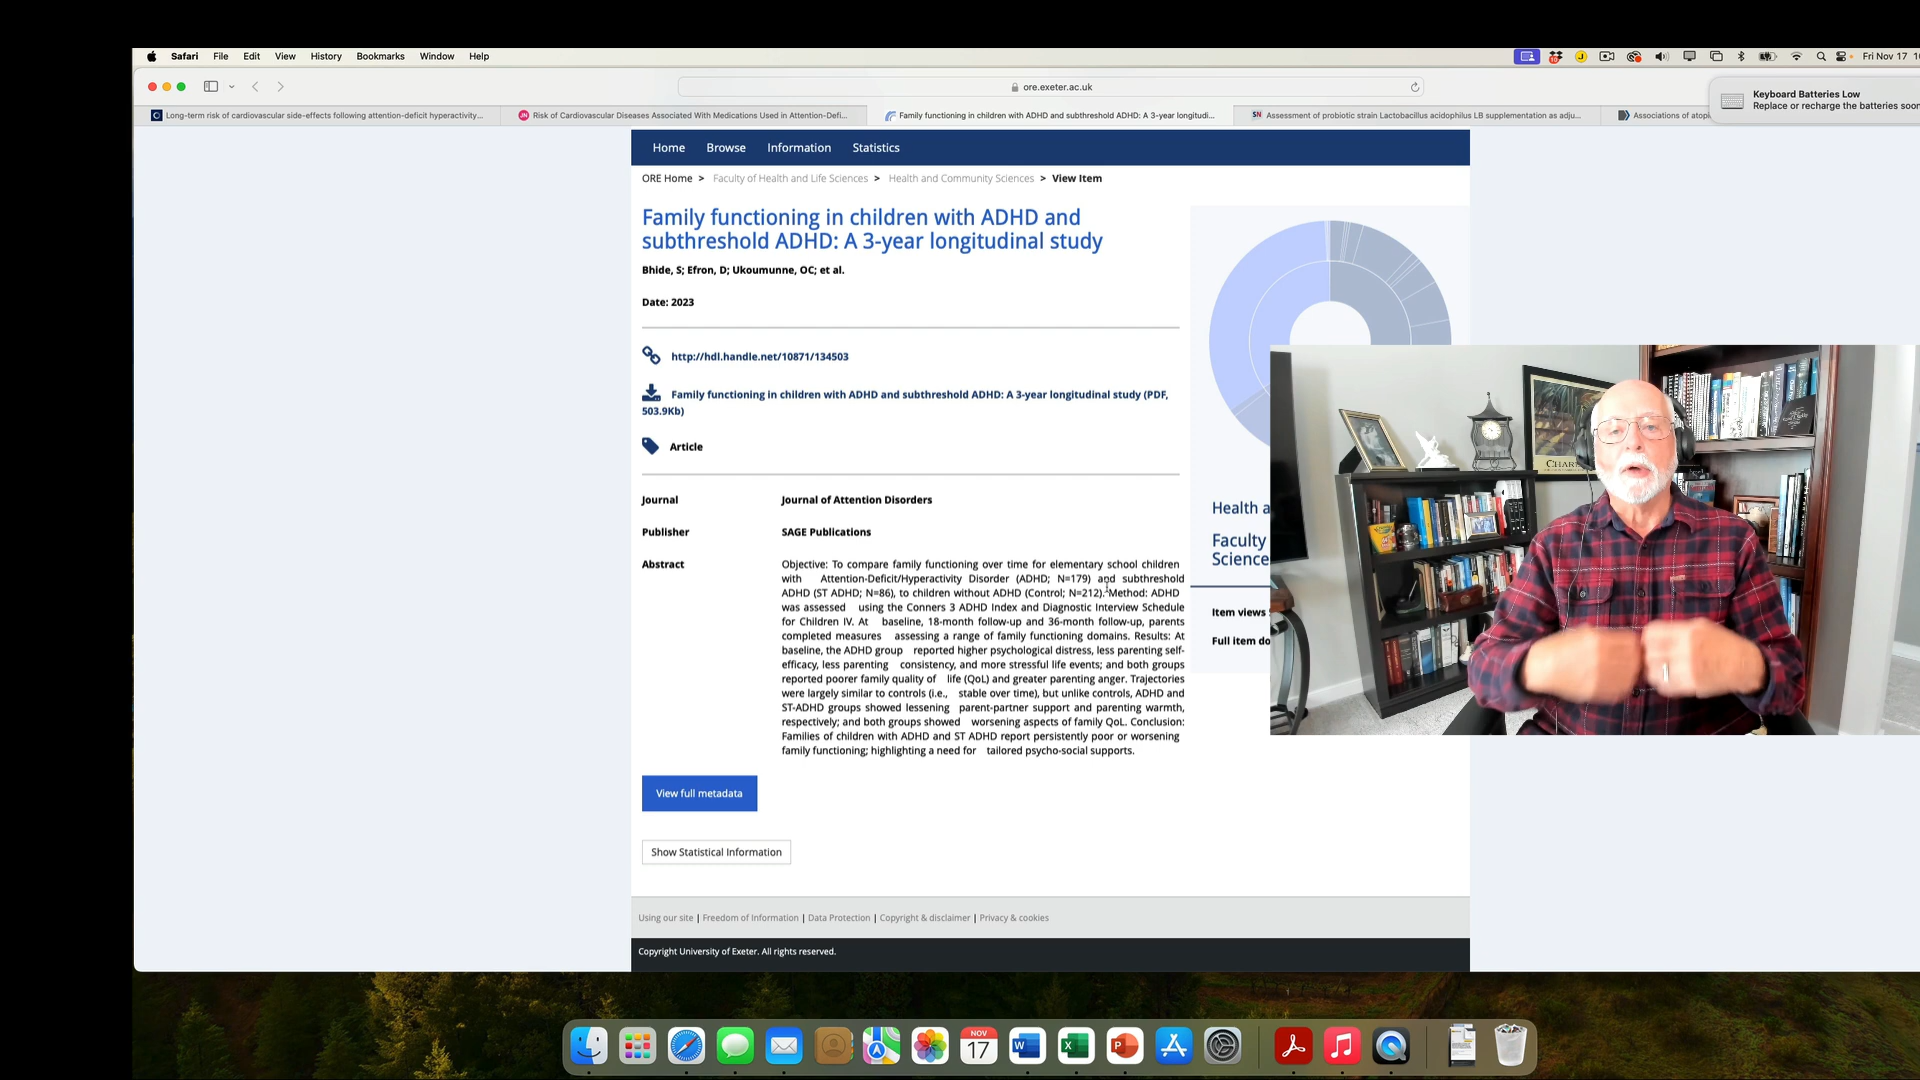 Safari File Edit View History Bookmarks Window Help
Fri Nov 17
ore.exeter.ac.uk
Keyboard Batteries Low
Replace or recharge the batteries soon
Long-term risk of cardiovascular side-effects following attention-deficit hyperactivity...
Risk of Cardiovascular Diseases Associated With Medications Used in Attention-Defi...
Family functioning in children with ADHD and subthreshold ADHD: A 3-year longitudi...
SN Assessment of probiotic strain Lactobacillus acidophilus LB supplementation as adju...
Associations of atopi
Home Browse Information Statistics
ORE Home > Faculty of Health and Life Sciences > Health and Community Sciences > View Item
Family functioning in children with ADHD and
subthreshold ADHD: A 3-year longitudinal study
Bhide, S; Efron, D; Ukoumunne, OC; et al.
Date: 2023
http://hdl.handle.net/10871/134503
Family functioning in children with ADHD and subthreshold ADHD: A 3-year longitudinal study (PDF,
503.9Kb)
Article
Journal Journal of Attention Disorders
Publisher SAGE Publications
Abstract Objective: To compare family functioning over time for elementary school children
with Attention-Deficit/Hyperactivity Disorder (ADHD; N=179) and subthreshold
ADHD (ST ADHD; N=86), to children without ADHD (Control; N=212). Method: ADHD
was assessed using the Conners 3 ADHD Index and Diagnostic Interview Schedule
for Children IV. At baseline, 18-month follow-up and 36-month follow-up, parents
completed measures assessing a range of family functioning domains. Results: At
baseline, the ADHD group reported higher psychological distress, less parenting self-
efficacy, less parenting consistency, and more stressful life events; and both groups
reported poorer family quality of life (QoL) and greater parenting anger. Trajectories
were largely similar to controls (i.e., stable over time), but unlike controls, ADHD and
ST-ADHD groups showed lessening parent-partner support and parenting warmth,
respectively; and both groups showed worsening aspects of family QoL. Conclusion:
Families of children with ADHD and ST ADHD report persistently poor or worsening
family functioning; highlighting a need for tailored psycho-social supports.
Health a
Faculty
Science
Item views
Full item do
CHAR
View full metadata
Show Statistical Information
Using our site | Freedom of Information | Data Protection | Copyright & disclaimer | Privacy & cookies
Copyright University of Exeter. All rights reserved.
NOV
17